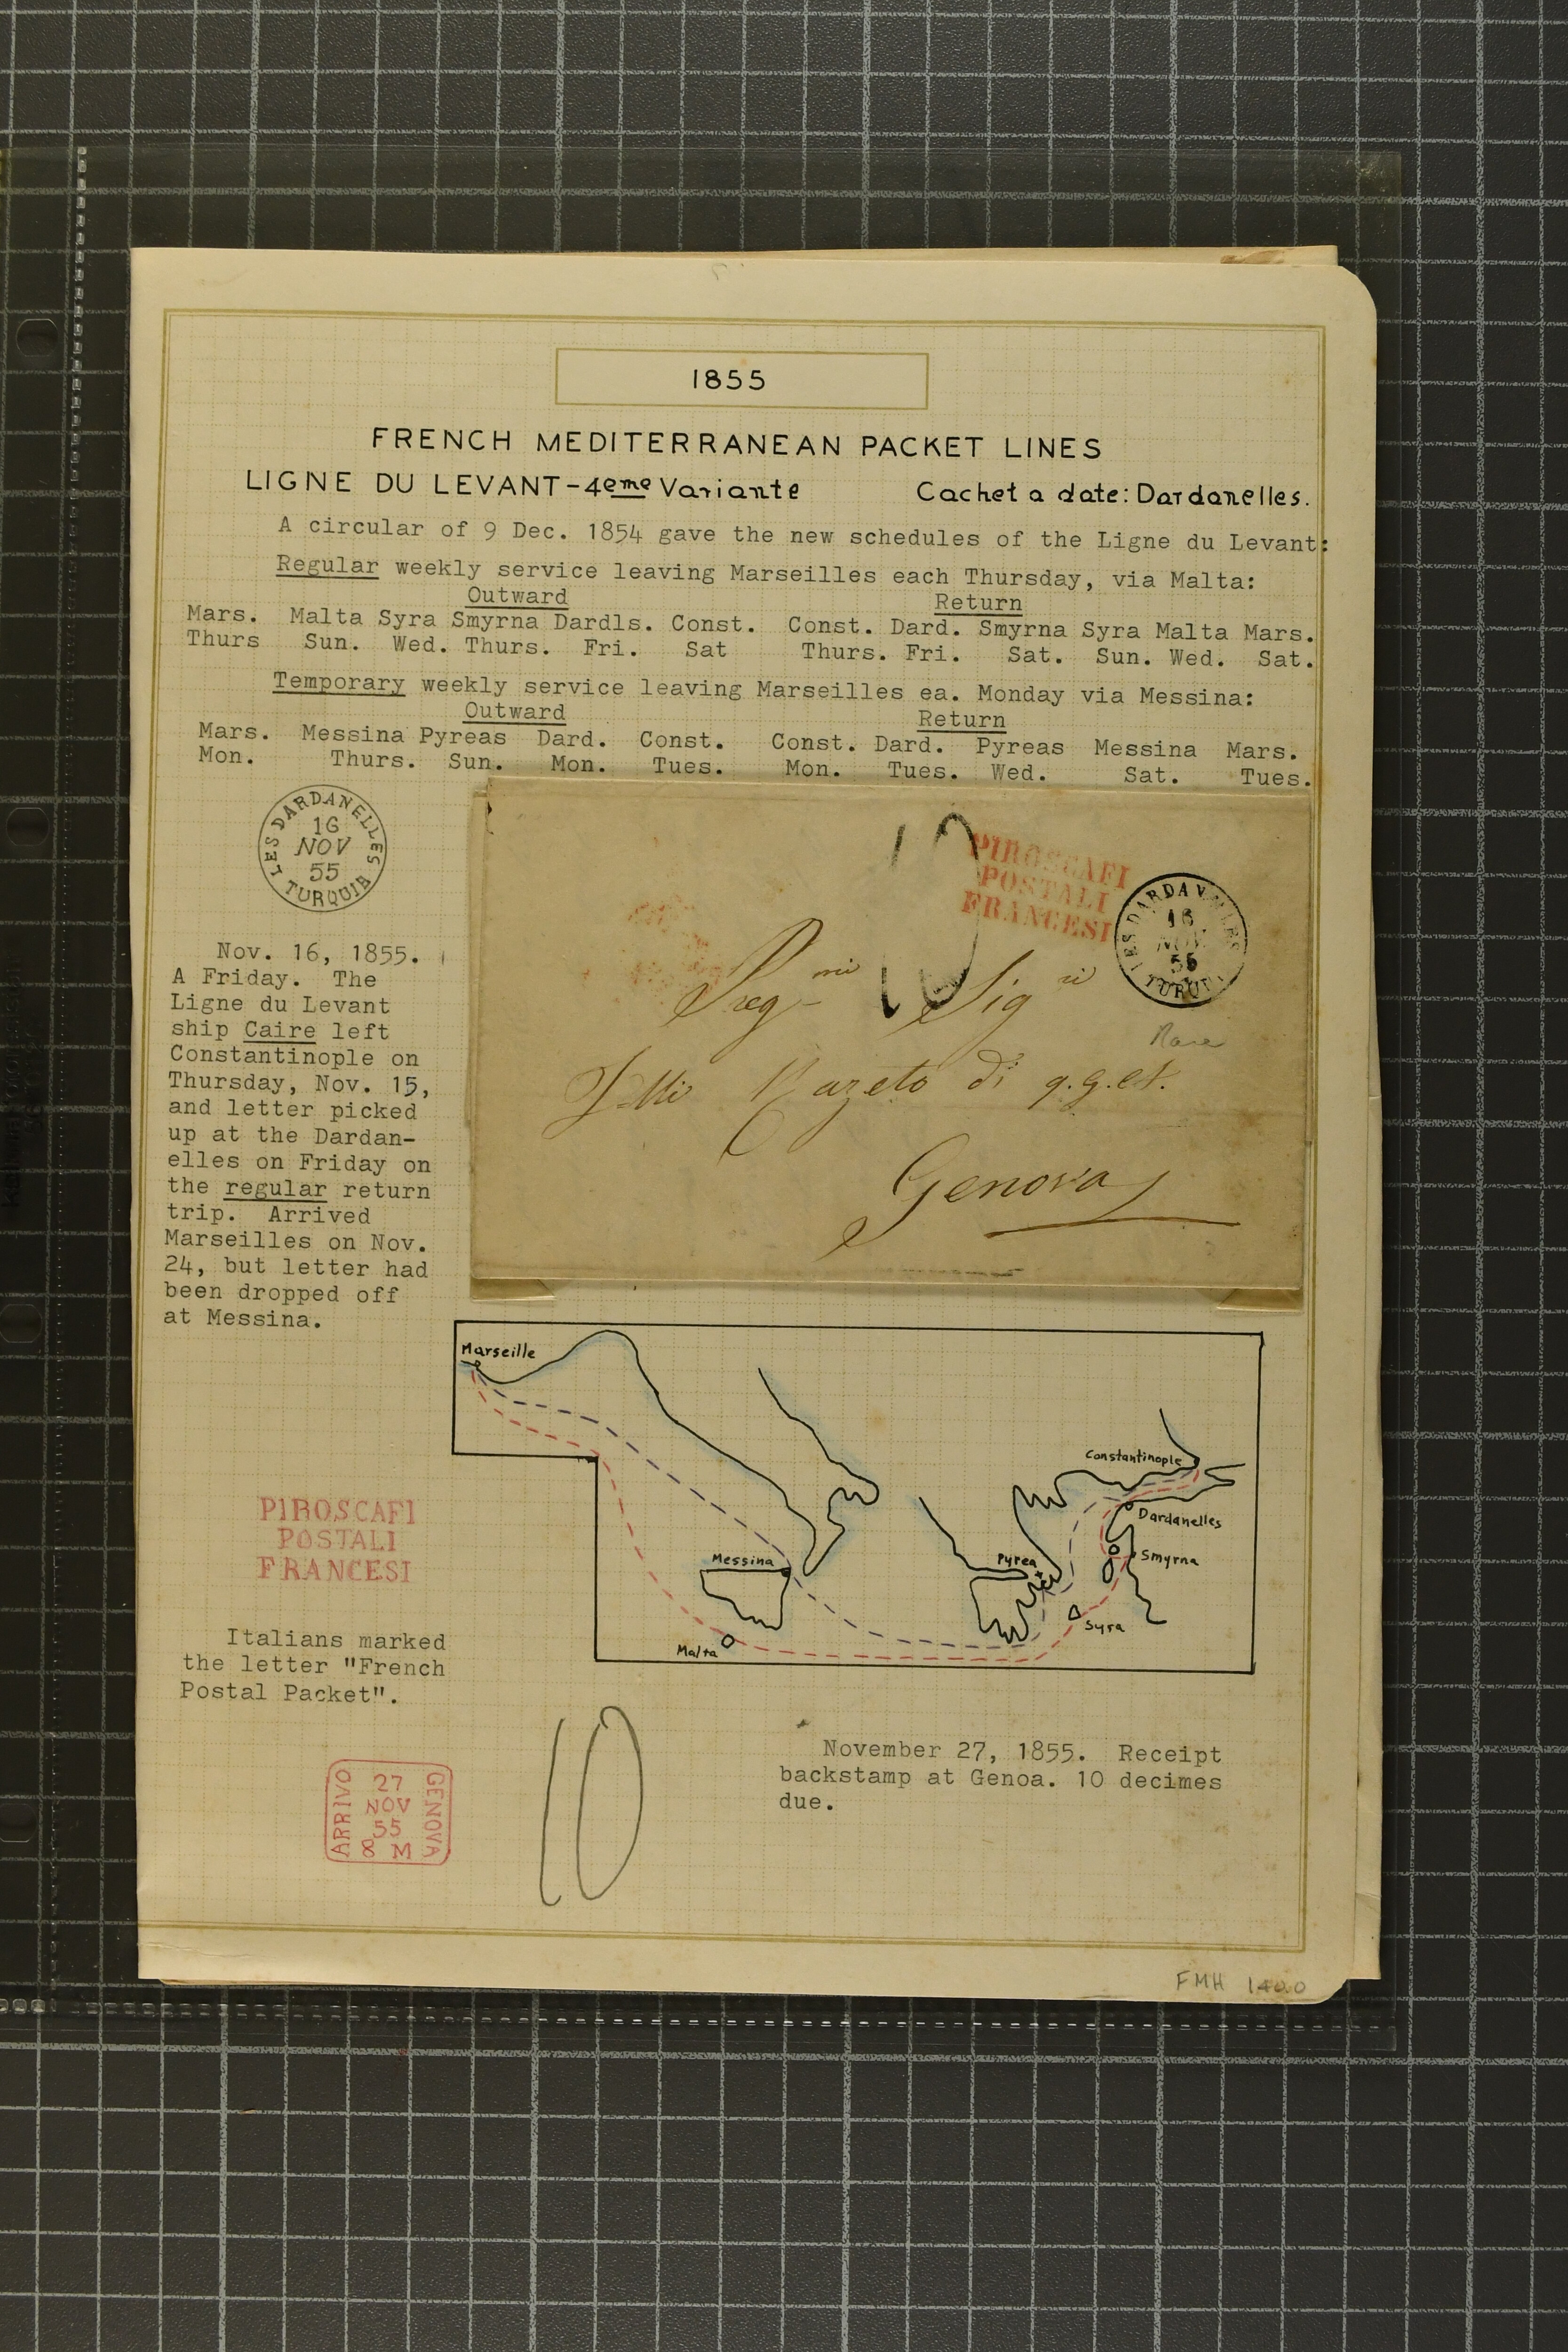 1855
FRENCH MEDITERRANEAN PACKET LINES
LIGNE DU LEVANT-4eme Variante Cachet a date: Dardanelles.
A circular of 9 Dec. 1854 gave the new schedules of the Ligne du Levant:
Regular weekly service leaving Marseilles each Thursday, via Malta:
Outward Return
Mars. Malta Syra Smyrna Dardls. Const. Const. Dard. Smyrna Syra Malta Mars.
Thurs Sun. Wed. Thurs. Fri. Sat Thurs. Fri. Sat. Sun. Wed. Sat.
Temporary weekly service leaving Marseilles ea. Monday via Messina:
Outward Return
Mars. Messina Pyreas Dard. Const. Const. Dard. Pyreas Messina Mars.
Mon. Thurs. Sun. Mon. Tues. Mon. Tues. Wed. Sat. Tues.
LES DARDANELLES
16
NOV
55
TURQUIE
Nov. 16, 1855.
A Friday. The
Ligne du Levant
ship Caire left
Constantinople on
Thursday, Nov. 15,
and letter picked
up at the Dardan-
elles on Friday on
the regular return
trip. Arrived
Marseilles on Nov.
24, but letter had
been dropped off
at Messina.
10
PIROSCAFI
POSTALI
FRANCESI
LES DARDANELLES
16
NOV
55
Rare
Genova
Marseille
Constantinople
Dardanelles
Messina
Pyrea
Smyrna
Syra
Malta
PIROSCAFI
POSTALI
FRANCESI
Italians marked
the letter "French
Postal Packet".
ARRIVO
27
NOV
55
8 M
GENOVA
10
November 27, 1855. Receipt
backstamp at Genoa. 10 decimes
due.
FMH